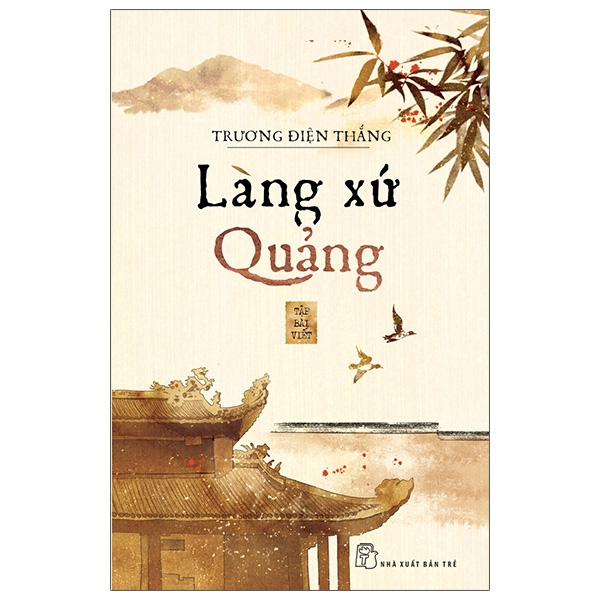 TRƯƠNG ĐIỆN THẮNG
Làng xứ
Quảng
TẬP
BÀI
VIẾT
NHÀ XUẤT BẢN TRẺ